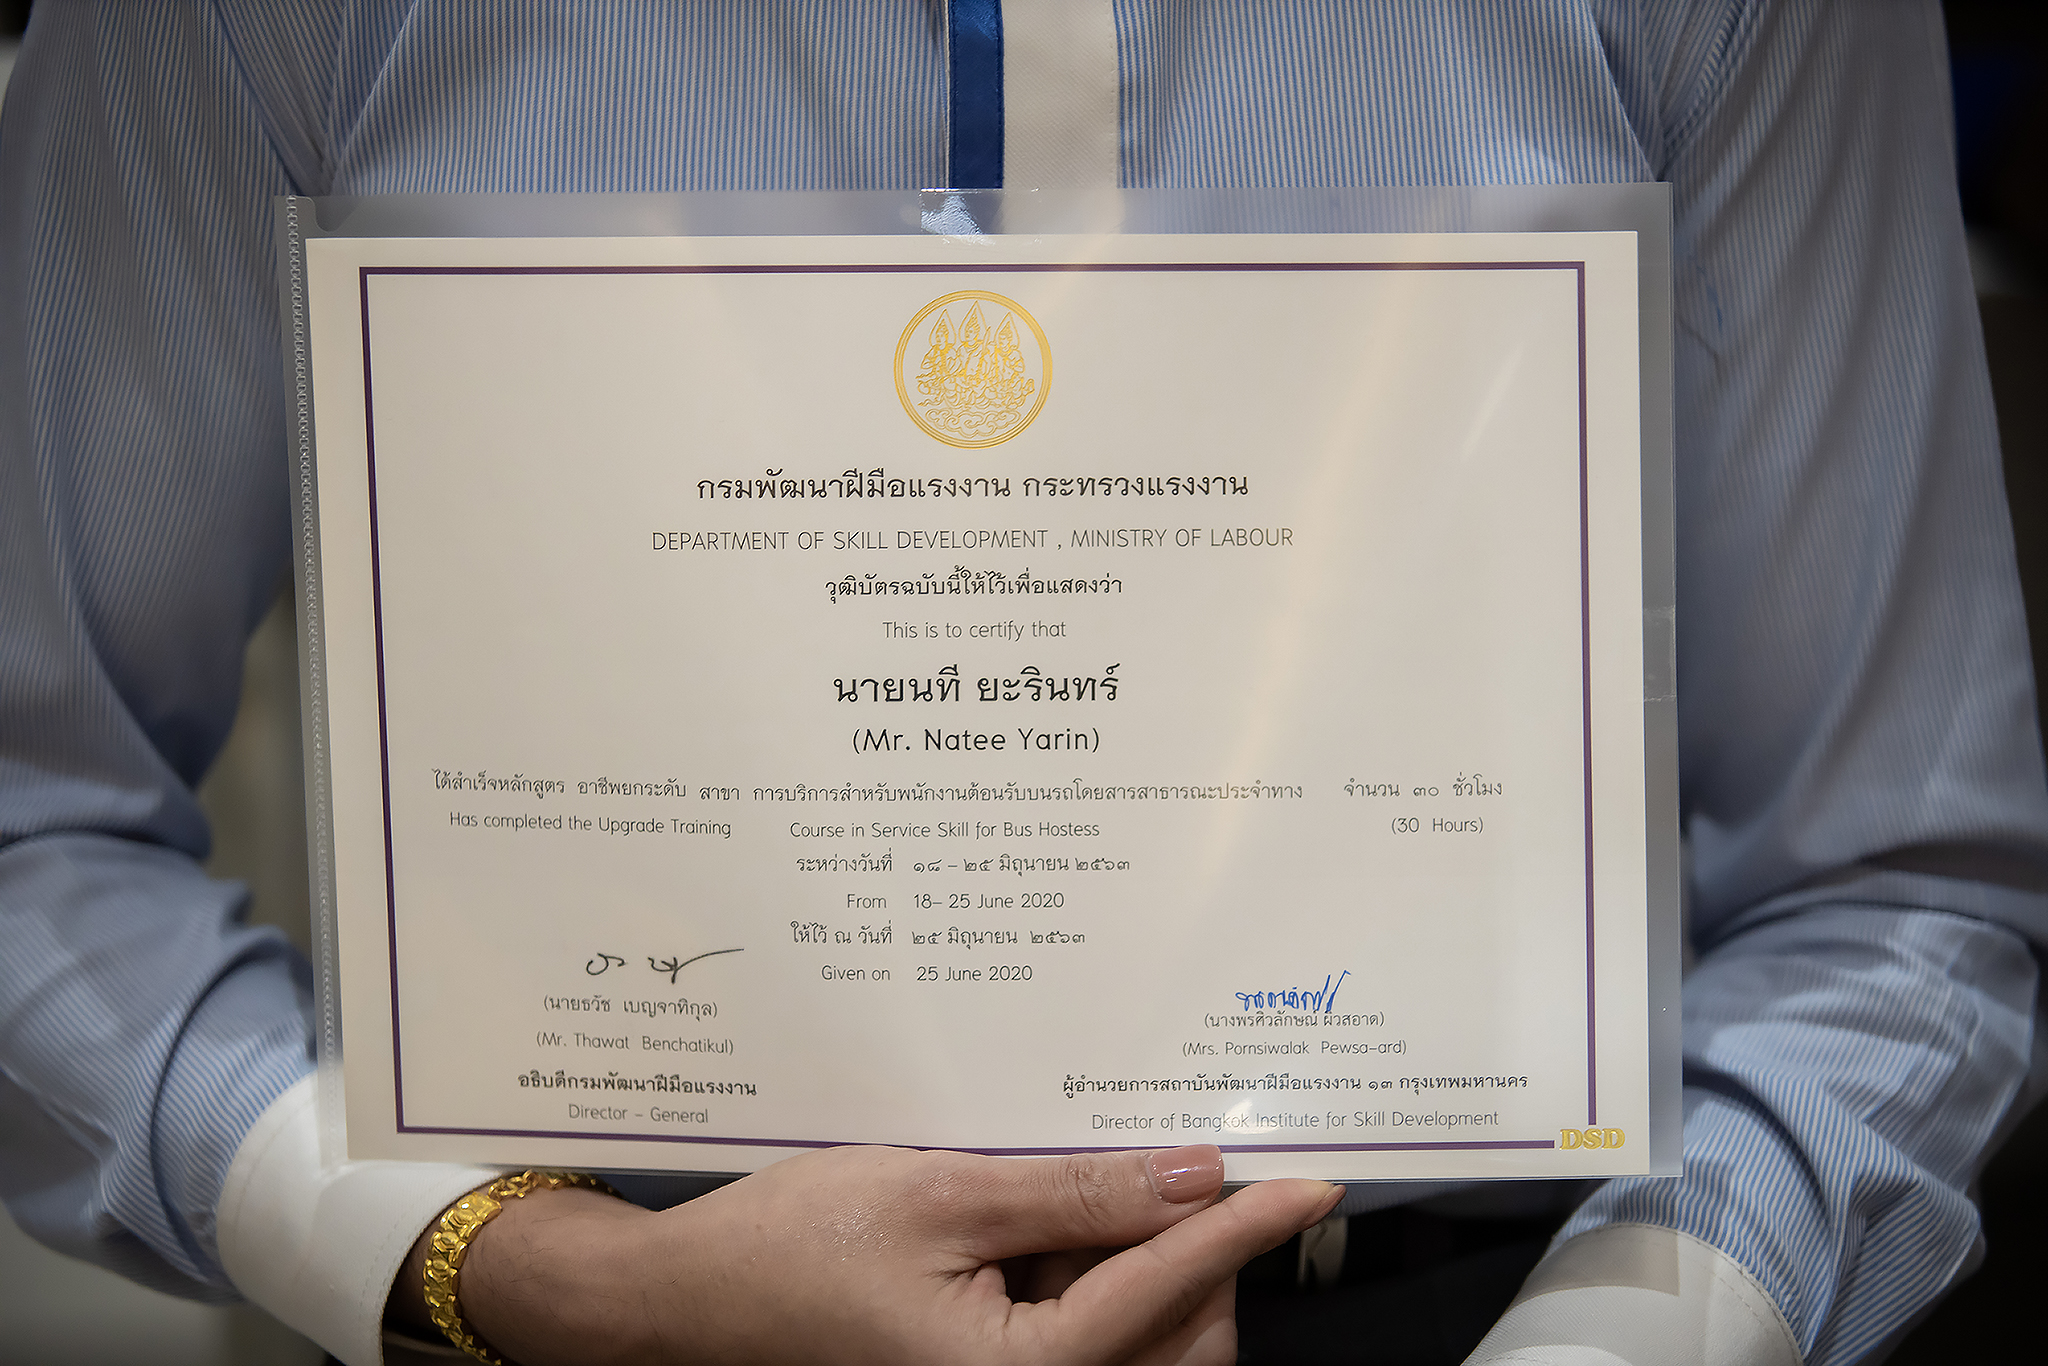 กรมพัฒนาฝีมือแรงงาน กระทรวงแรงงาน
DEPARTMENT OF SKILL DEVELOPMENT , MINISTRY OF LABOUR
วุฒิบัตรฉบับนี้ให้ไว้เพื่อแสดงว่า
This is to certify that
นายนที ยะรินทร์
(Mr. Natee Yarin)
ได้สำเร็จหลักสูตร อาชีพยกระดับ สาขา การบริการสำหรับพนักงานต้อนรับบนรถโดยสารสาธารณะประจำทาง จำนวน ๓๐ ชั่วโมง
Has completed the Upgrade Training Course in Service Skill for Bus Hostess (30 Hours)
ระหว่างวันที่ ๑๘ – ๒๕ มิถุนายน ๒๕๖๓
From 18– 25 June 2020
ให้ไว้ ณ วันที่ ๒๕ มิถุนายน ๒๕๖๓
Given on 25 June 2020
(นายธวัช เบญจาทิกุล)
(Mr. Thawat Benchatikul)
อธิบดีกรมพัฒนาฝีมือแรงงาน
Director – General
(นางพรศิวลักษณ์ ผิวสอาด)
(Mrs. Pornsiwalak Pewsa-ard)
ผู้อำนวยการสถาบันพัฒนาฝีมือแรงงาน ๑๓ กรุงเทพมหานคร
Director of Bangkok Institute for Skill Development
DSD